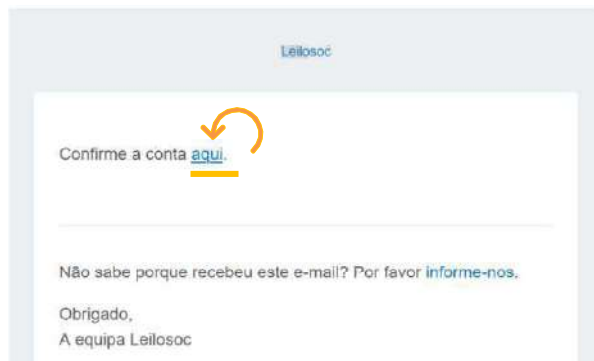 Leilosoc
Confirme a conta aqui.
Não sabe porque recebeu este e-mail? Por favor informe-nos.
Obrigado,
A equipa Leilosoc